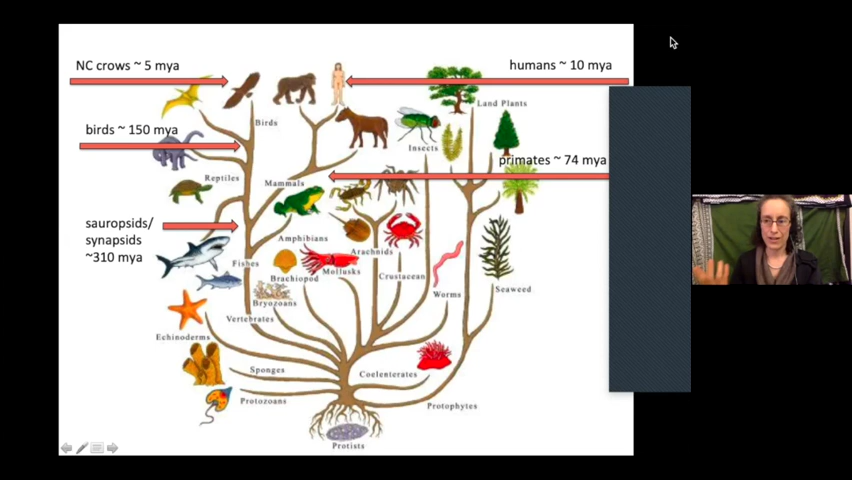 NC crows ~ 5 mya
humans ~ 10 mya
Land Plants
Birds
birds ~ 150 mya
Insects
primates ~ 74 mya
Reptiles
Mammals
sauropsids/
synapsids
~310 mya
Amphibians
Arachnids
Fishes
Mollusks
Brachiopod
Crustacean
Seaweed
Worms
Bryozoans
Vertebrates
Echinoderms
Sponges
Coelenterates
Protozoans
Protophytes
Protists